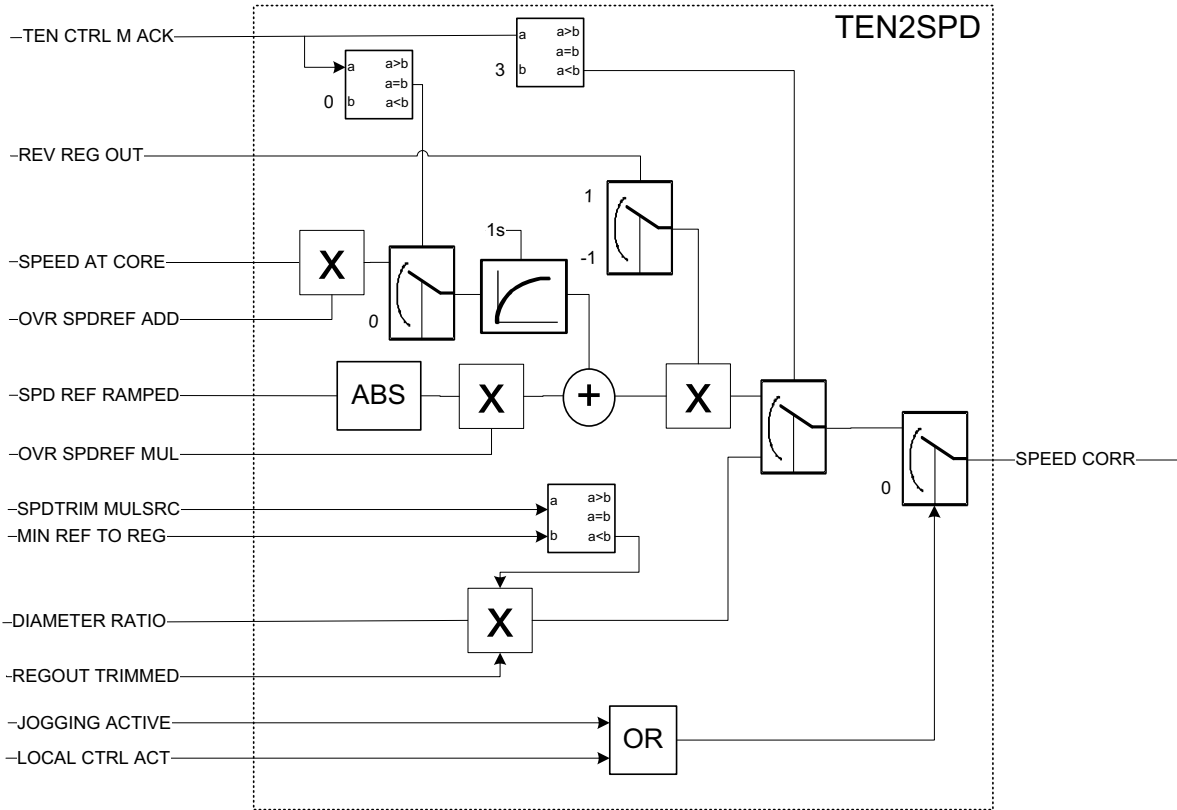 TEN2SPD
TEN CTRL M ACK
a a>b
a=b
3 b a<b
a a>b
a=b
0 b a<b
REV REG OUT
1
-1
1s
SPEED AT CORE
X
0
OVR SPDREF ADD
SPD REF RAMPED
ABS
X
+
X
OVR SPDREF MUL
SPEED CORR
0
SPDTRIM MULSRC
MIN REF TO REG
a a>b
a=b
b a<b
DIAMETER RATIO
X
REGOUT TRIMMED
JOGGING ACTIVE
OR
LOCAL CTRL ACT